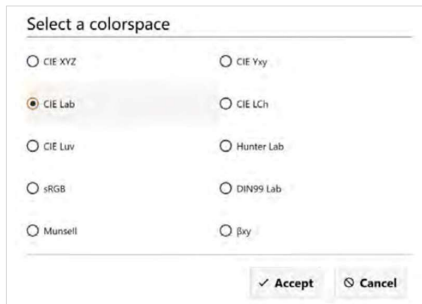 Select a colorspace
CIE XYZ
CIE Yxy
CIE Lab
CIE LCh
CIE Luv
Hunter Lab
sRGB
DIN99 Lab
Munsell
βxy
Accept
Cancel